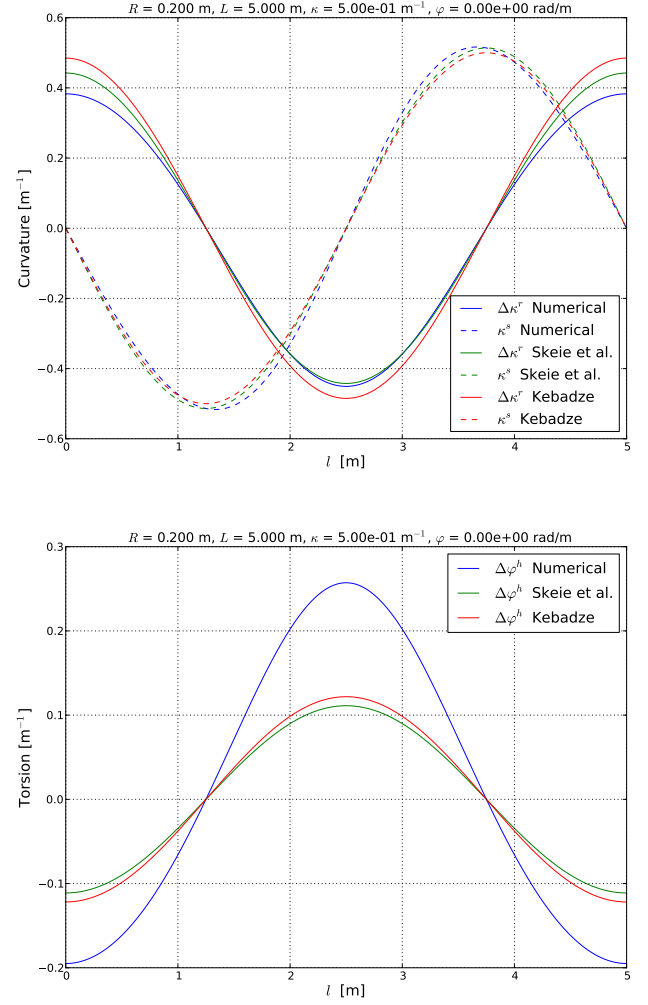 R = 0.200 m, L = 5.000 m, κ = 5.00e-01 m⁻¹, φ = 0.00e+00 rad/m
0.6
0.4
0.2
0.0
−0.2
−0.4
−0.6
Curvature [m⁻¹]
Δκʳ Numerical
κˢ Numerical
Δκʳ Skeie et al.
κˢ Skeie et al.
Δκʳ Kebadze
κˢ Kebadze
0 1 2 3 4 5
l [m]
R = 0.200 m, L = 5.000 m, κ = 5.00e-01 m⁻¹, φ = 0.00e+00 rad/m
0.3
0.2
0.1
0.0
−0.1
−0.2
Torsion [m⁻¹]
Δφʰ Numerical
Δφʰ Skeie et al.
Δφʰ Kebadze
0 1 2 3 4 5
l [m]